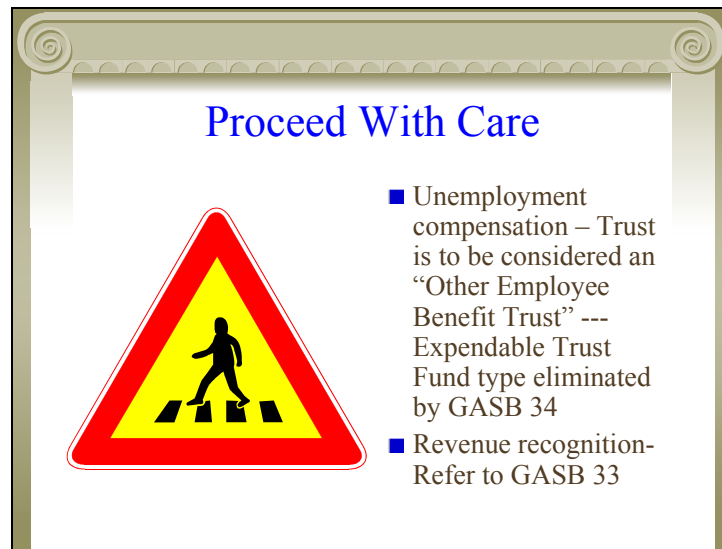 Proceed With Care
Unemployment
compensation – Trust
is to be considered an
“Other Employee
Benefit Trust” ---
Expendable Trust
Fund type eliminated
by GASB 34
Revenue recognition-
Refer to GASB 33